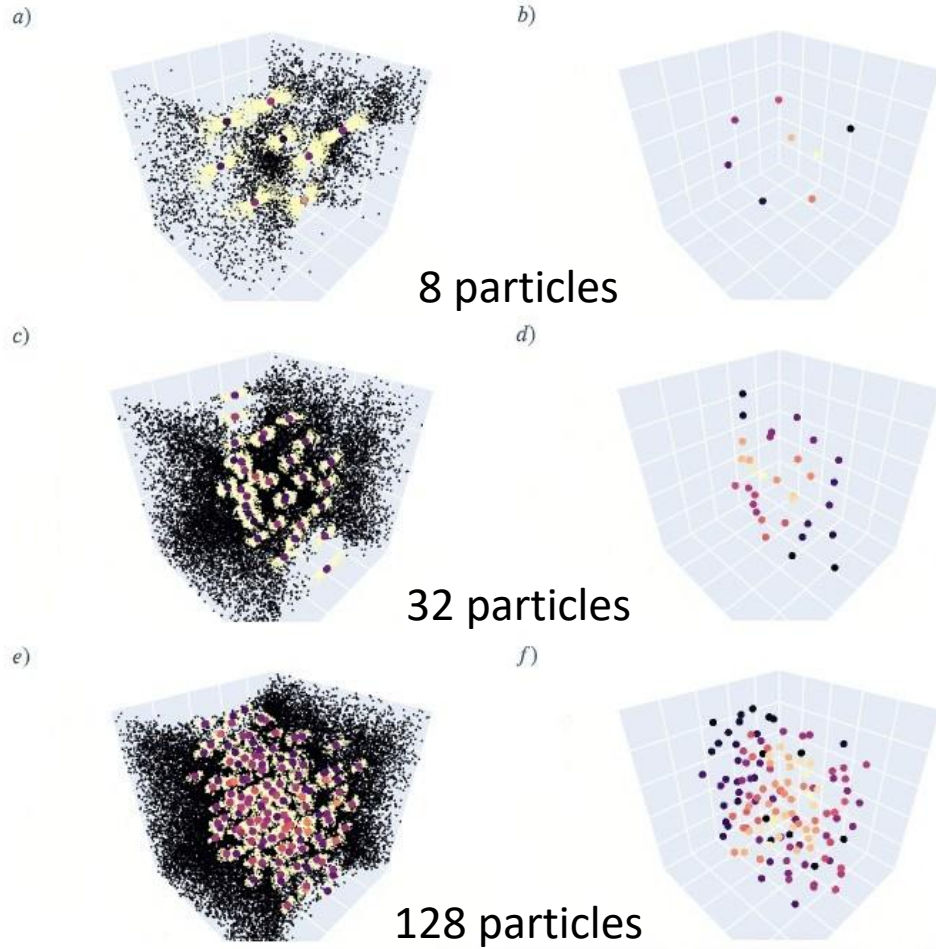 a)
b)
8 particles
c)
d)
32 particles
e)
f)
128 particles